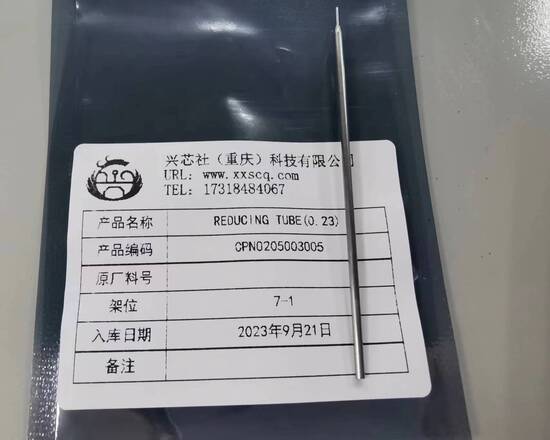 兴芯社（重庆）科技有限公司
URL: www.xxscq.com
TEL: 17318484067
产品名称 REDUCING TUBE(0.23)
产品编码 CPN0205003005
原厂料号
架位 7-1
入库日期 2023年9月21日
备注